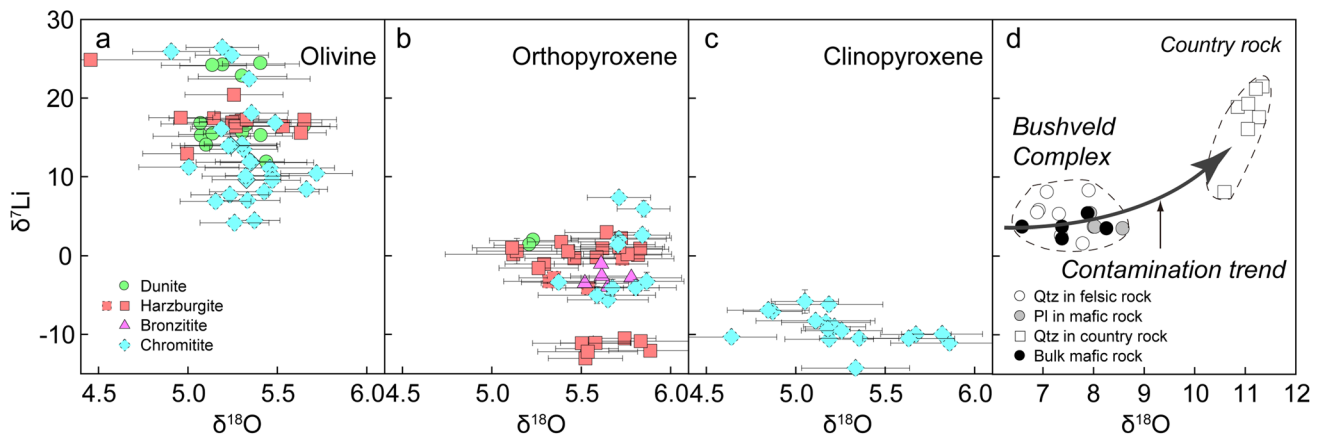 30
20
10
0
-10
δ⁷Li
a
Olivine
Dunite
Harzburgite
Bronzitite
Chromitite
4.5
5.0
5.5
6.0
δ¹⁸O
b
Orthopyroxene
4.5
5.0
5.5
6.0
δ¹⁸O
c
Clinopyroxene
4.5
5.0
5.5
6.0
δ¹⁸O
d
Country rock
Bushveld
Complex
Contamination trend
Qtz in felsic rock
Pl in mafic rock
Qtz in country rock
Bulk mafic rock
7
8
9
10
11
12
δ¹⁸O